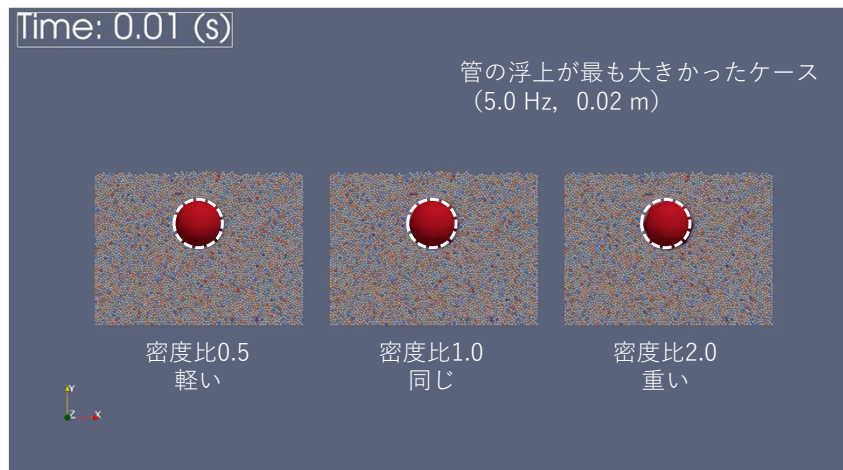 Time: 0.01 (s)
管の浮上が最も大きかったケース
（5.0 Hz，0.02 m）
密度比0.5
軽い
密度比1.0
同じ
密度比2.0
重い
Y
Z
X